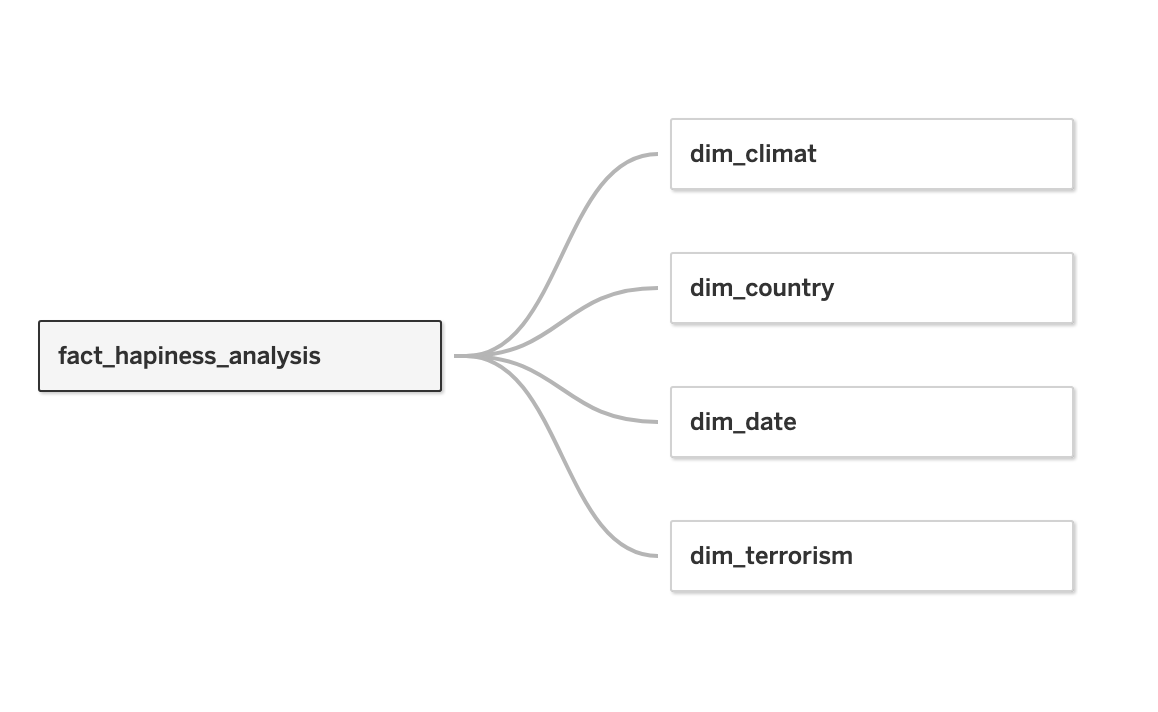 dim_climat
dim_country
fact_hapiness_analysis
dim_date
dim_terrorism